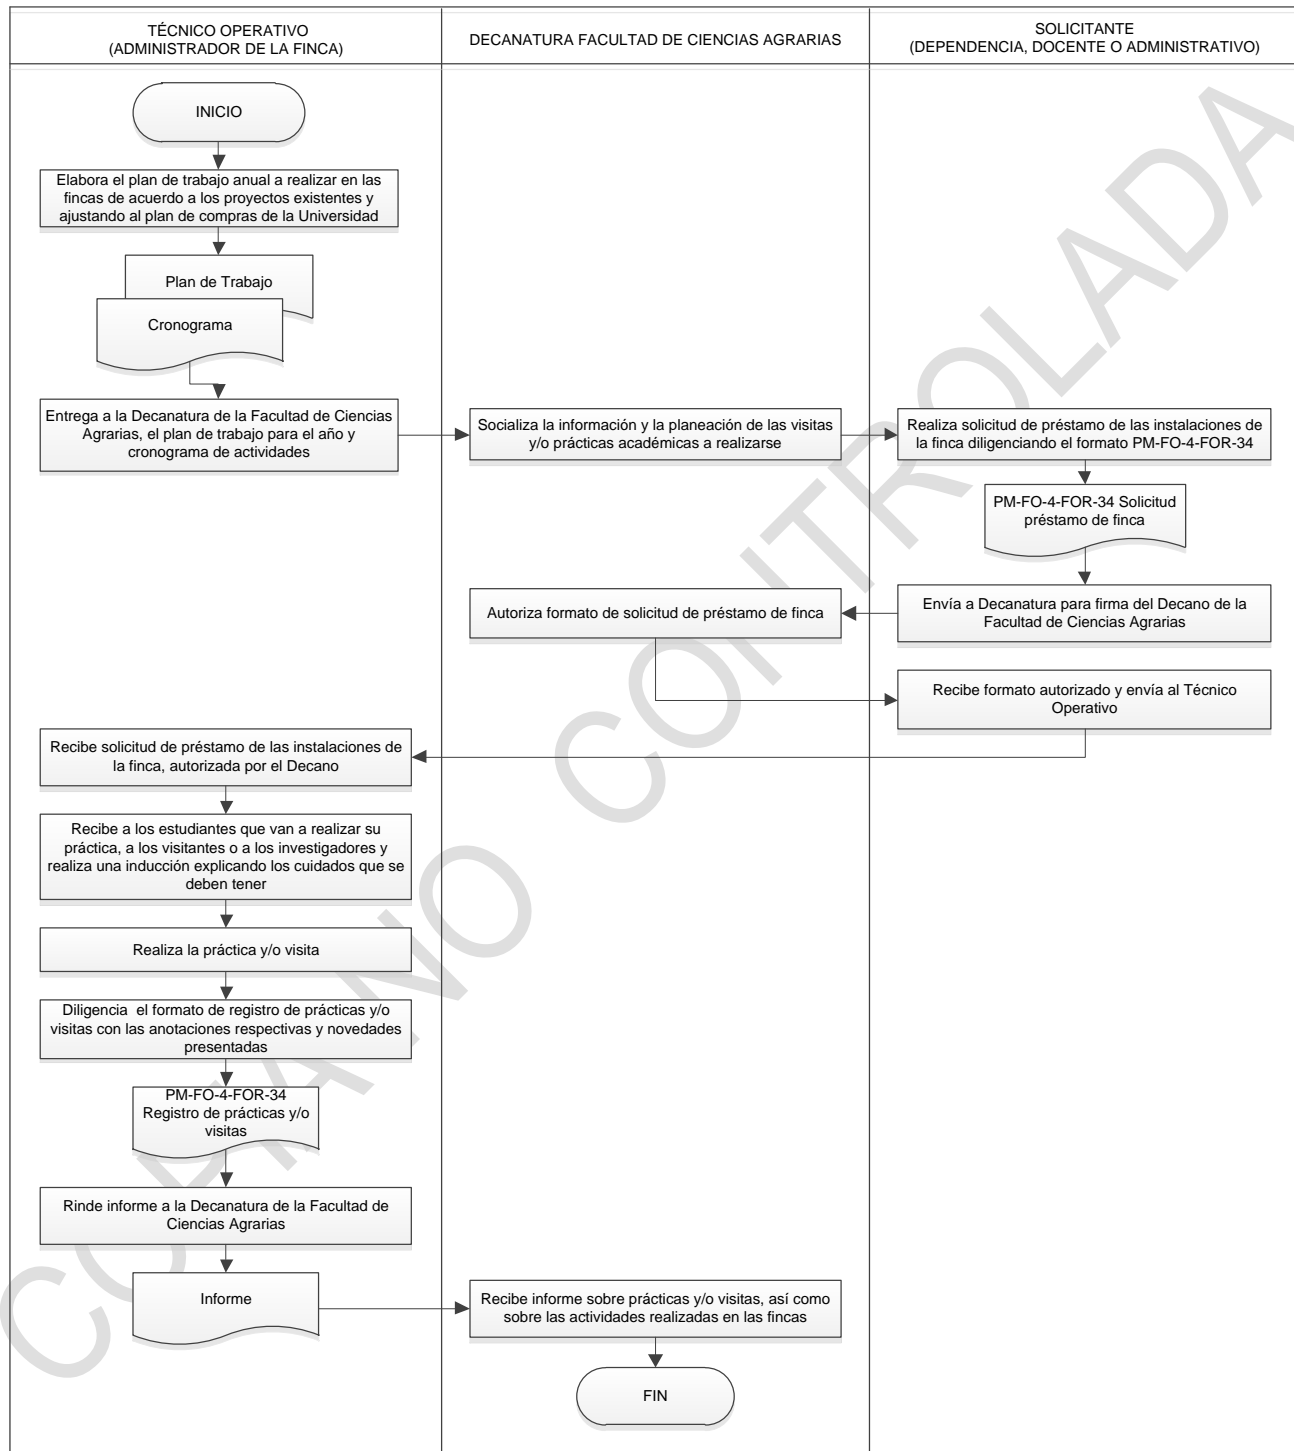 TÉCNICO OPERATIVO
(ADMINISTRADOR DE LA FINCA)
DECANATURA FACULTAD DE CIENCIAS AGRARIAS
SOLICITANTE
(DEPENDENCIA, DOCENTE O ADMINISTRATIVO)
INICIO
Elabora el plan de trabajo anual a realizar en las
fincas de acuerdo a los proyectos existentes y
ajustando al plan de compras de la Universidad
Plan de Trabajo
Cronograma
Entrega a la Decanatura de la Facultad de Ciencias
Agrarias, el plan de trabajo para el año y
cronograma de actividades
Socializa la información y la planeación de las visitas
y/o prácticas académicas a realizarse
Realiza solicitud de préstamo de las instalaciones de
la finca diligenciando el formato PM-FO-4-FOR-34
PM-FO-4-FOR-34 Solicitud
préstamo de finca
Envía a Decanatura para firma del Decano de la
Facultad de Ciencias Agrarias
Autoriza formato de solicitud de préstamo de finca
Recibe formato autorizado y envía al Técnico
Operativo
Recibe solicitud de préstamo de las instalaciones de
la finca, autorizada por el Decano
Recibe a los estudiantes que van a realizar su
práctica, a los visitantes o a los investigadores y
realiza una inducción explicando los cuidados que se
deben tener
Realiza la práctica y/o visita
Diligencia  el formato de registro de prácticas y/o
visitas con las anotaciones respectivas y novedades
presentadas
PM-FO-4-FOR-34
Registro de prácticas y/o
visitas
Rinde informe a la Decanatura de la Facultad de
Ciencias Agrarias
Informe
Recibe informe sobre prácticas y/o visitas, así como
sobre las actividades realizadas en las fincas
FIN
COPIA NO CONTROLADA